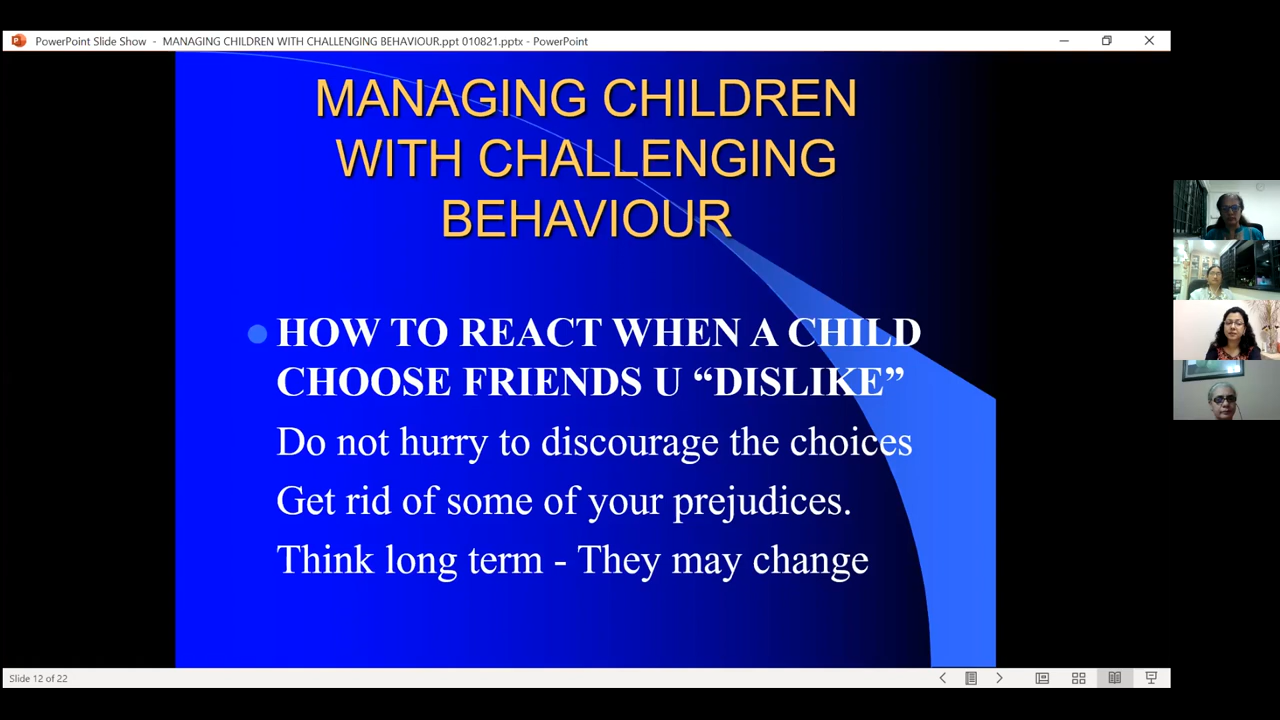 PowerPoint Slide Show - MANAGING CHILDREN WITH CHALLENGING BEHAVIOUR.ppt 010821.pptx - PowerPoint
MANAGING CHILDREN
WITH CHALLENGING
BEHAVIOUR
HOW TO REACT WHEN A CHILD
CHOOSE FRIENDS U “DISLIKE”
Do not hurry to discourage the choices
Get rid of some of your prejudices.
Think long term - They may change
Slide 12 of 22